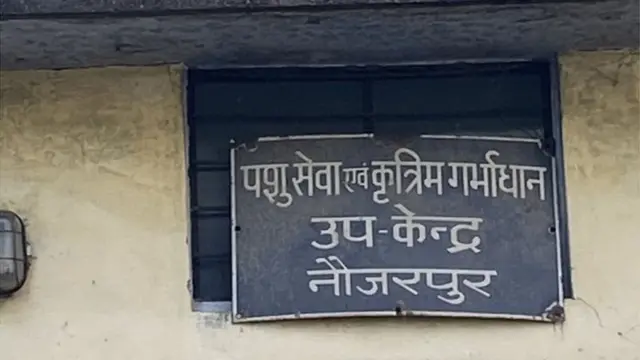 पशु सेवा एवं कृत्रिम गर्भाधान
उप-केन्द्र
नौजरपुर